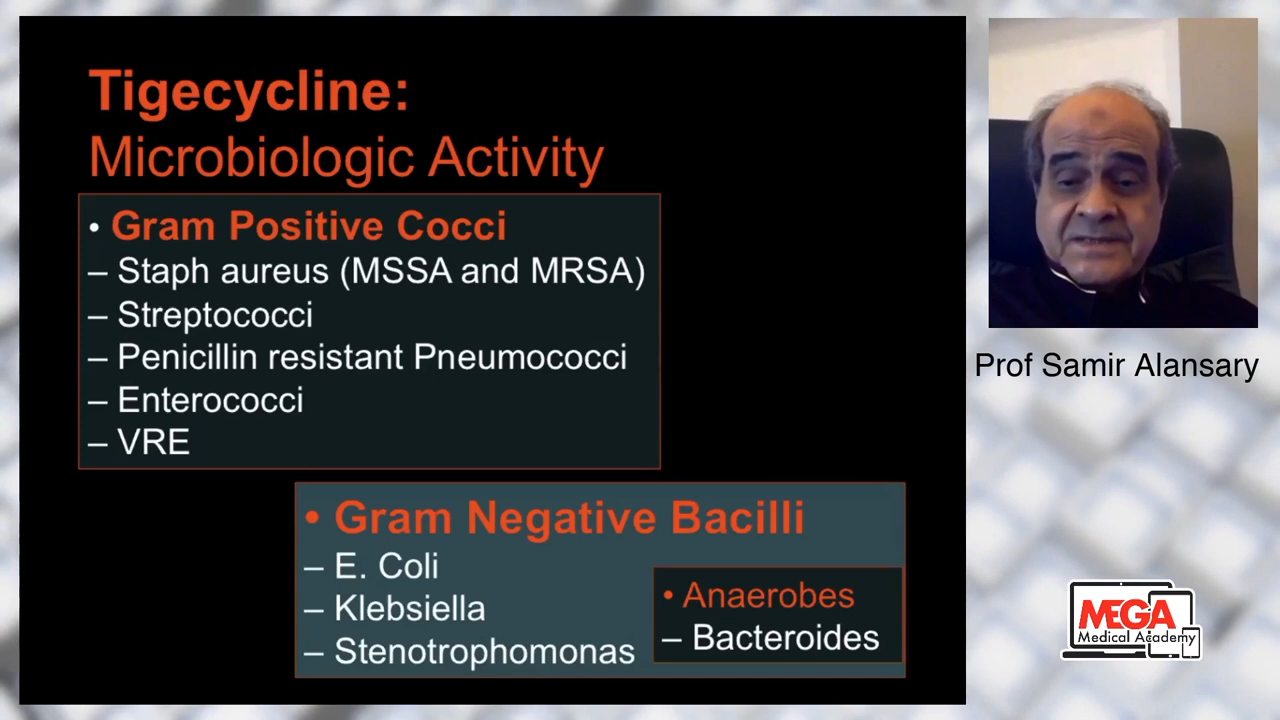 Tigecycline:
Microbiologic Activity
• Gram Positive Cocci
– Staph aureus (MSSA and MRSA)
– Streptococci
– Penicillin resistant Pneumococci
– Enterococci
– VRE
• Gram Negative Bacilli
– E. Coli
– Klebsiella
– Stenotrophomonas
• Anaerobes
– Bacteroides
Prof Samir Alansary
MEGA
Medical Academy